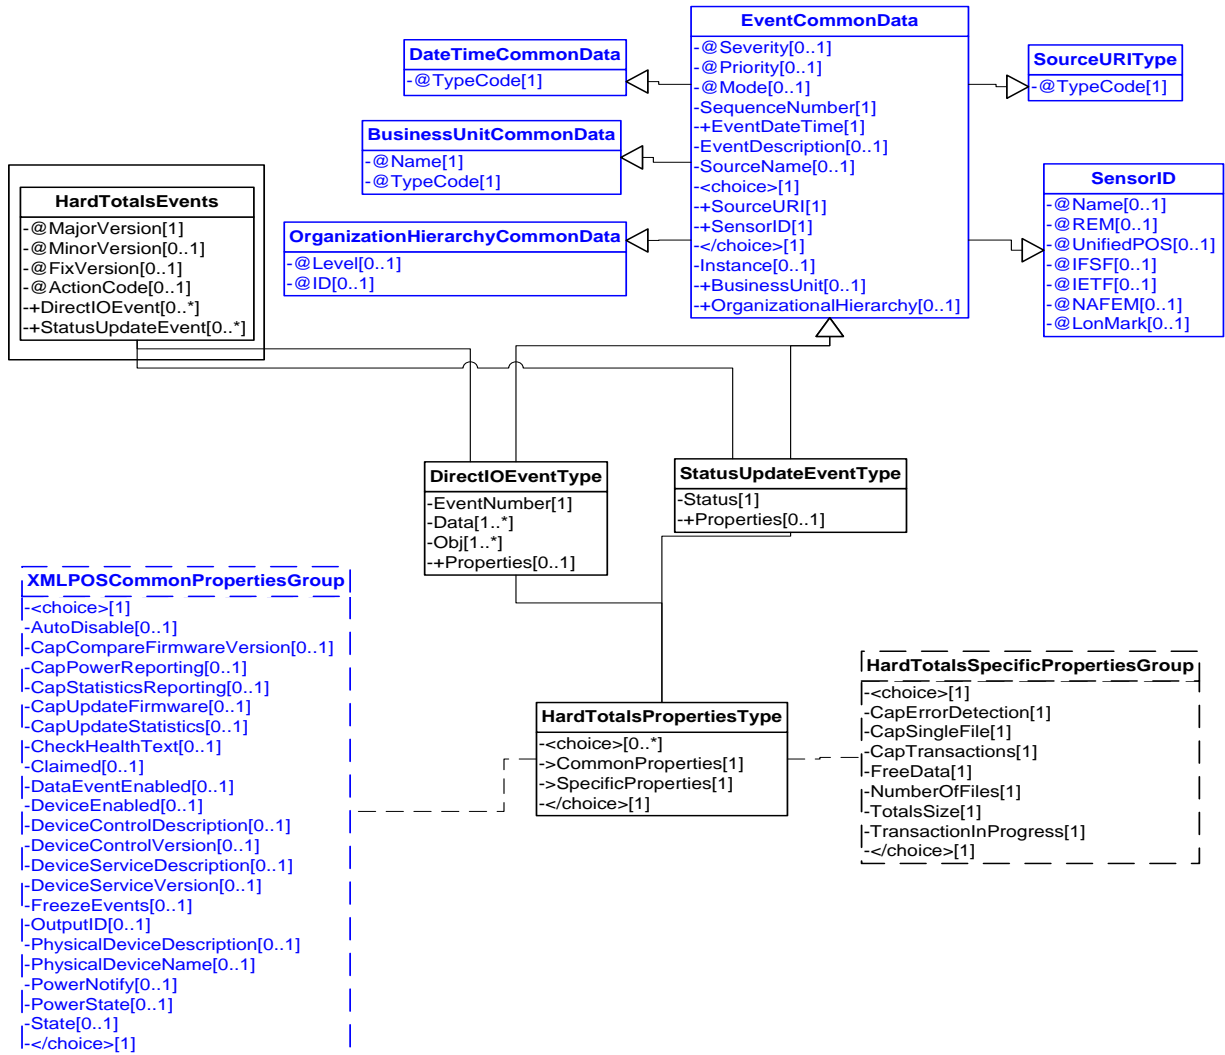 EventCommonData
-@Severity[0..1]
-@Priority[0..1]
-@Mode[0..1]
-SequenceNumber[1]
-+EventDateTime[1]
-EventDescription[0..1]
-SourceName[0..1]
-<choice>[1]
-+SourceURI[1]
-+SensorID[1]
-</choice>[1]
-Instance[0..1]
-+BusinessUnit[0..1]
-+OrganizationalHierarchy[0..1]
DateTimeCommonData
-@TypeCode[1]
SourceURIType
-@TypeCode[1]
BusinessUnitCommonData
-@Name[1]
-@TypeCode[1]
SensorID
-@Name[0..1]
-@REM[0..1]
-@UnifiedPOS[0..1]
-@IFSF[0..1]
-@IETF[0..1]
-@NAFEM[0..1]
-@LonMark[0..1]
HardTotalsEvents
-@MajorVersion[1]
-@MinorVersion[0..1]
-@FixVersion[0..1]
-@ActionCode[0..1]
-+DirectIOEvent[0..*]
-+StatusUpdateEvent[0..*]
OrganizationHierarchyCommonData
-@Level[0..1]
-@ID[0..1]
DirectIOEventType
-EventNumber[1]
-Data[1..*]
-Obj[1..*]
-+Properties[0..1]
StatusUpdateEventType
-Status[1]
-+Properties[0..1]
XMLPOSCommonPropertiesGroup
-<choice>[1]
-AutoDisable[0..1]
-CapCompareFirmwareVersion[0..1]
-CapPowerReporting[0..1]
-CapStatisticsReporting[0..1]
-CapUpdateFirmware[0..1]
-CapUpdateStatistics[0..1]
-CheckHealthText[0..1]
-Claimed[0..1]
-DataEventEnabled[0..1]
-DeviceEnabled[0..1]
-DeviceControlDescription[0..1]
-DeviceControlVersion[0..1]
-DeviceServiceDescription[0..1]
-DeviceServiceVersion[0..1]
-FreezeEvents[0..1]
-OutputID[0..1]
-PhysicalDeviceDescription[0..1]
-PhysicalDeviceName[0..1]
-PowerNotify[0..1]
-PowerState[0..1]
-State[0..1]
-</choice>[1]
HardTotalsPropertiesType
-<choice>[0..*]
->CommonProperties[1]
->SpecificProperties[1]
-</choice>[1]
HardTotalsSpecificPropertiesGroup
-<choice>[1]
-CapErrorDetection[1]
-CapSingleFile[1]
-CapTransactions[1]
-FreeData[1]
-NumberOfFiles[1]
-TotalsSize[1]
-TransactionInProgress[1]
-</choice>[1]